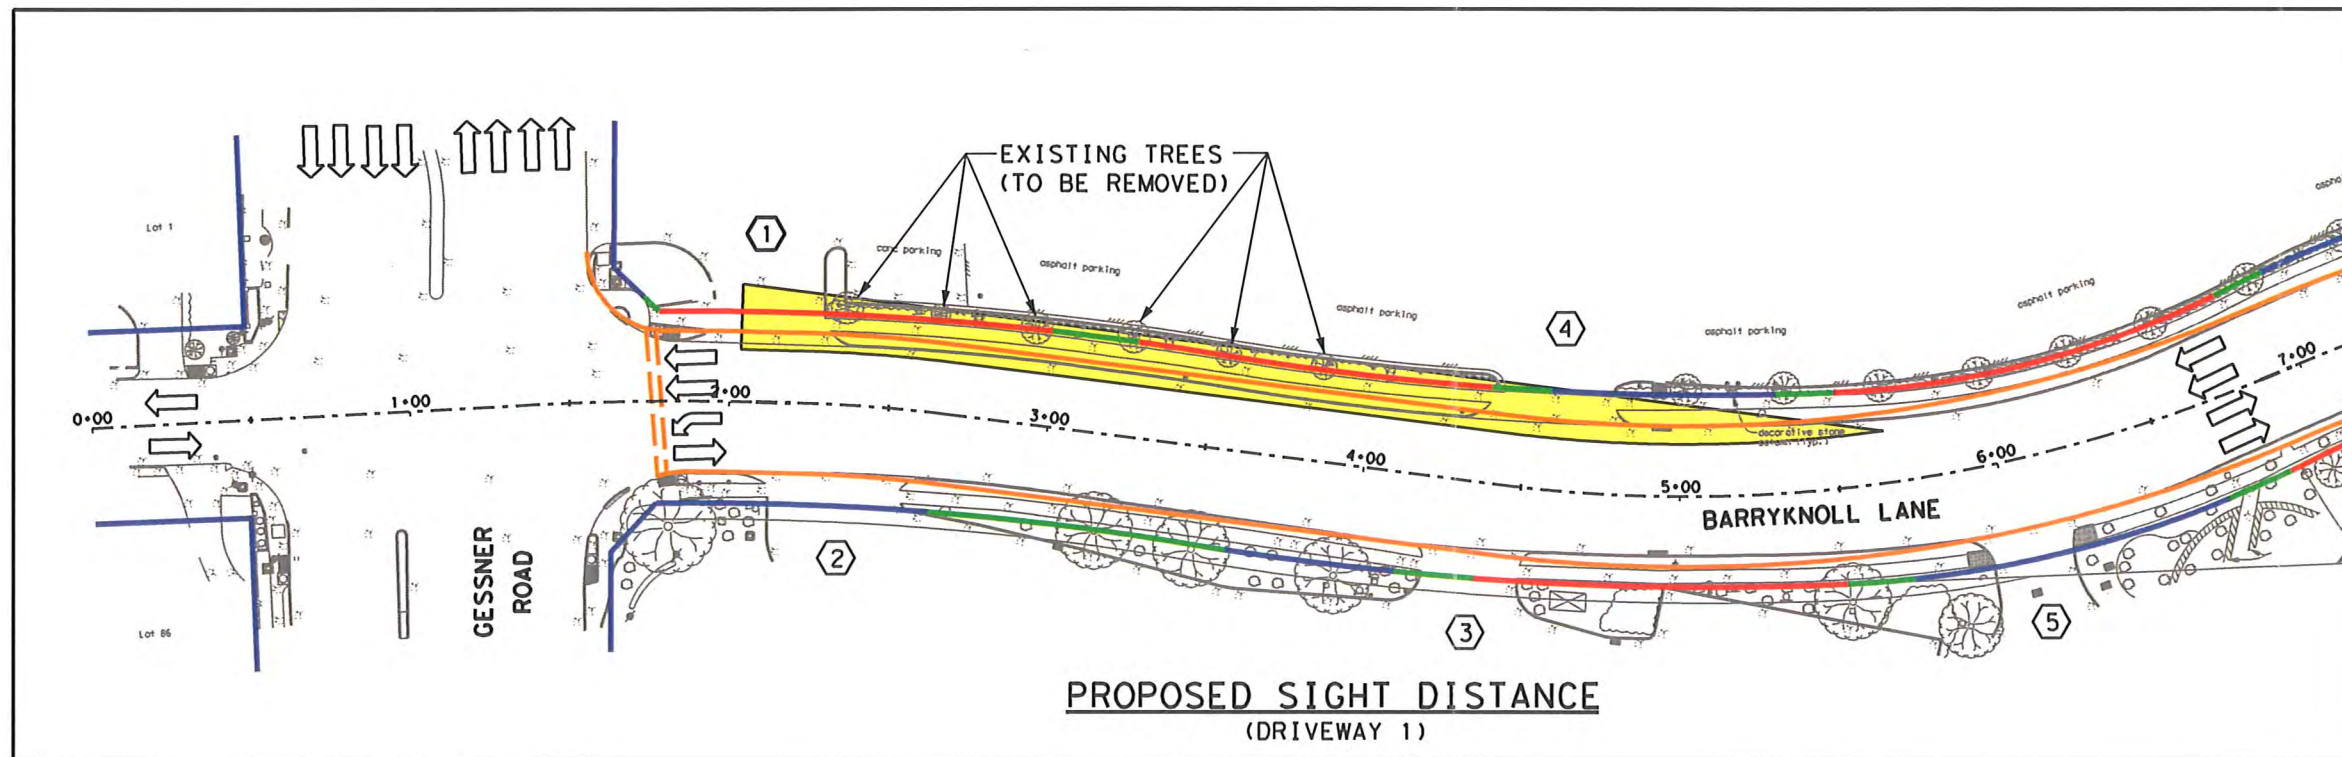 EXISTING TREES
(TO BE REMOVED)
Lot 1
1
conc parking
asphalt parking
asphalt parking
asphalt parking
asphalt parking
4
0+00
1+00
2+00
3+00
4+00
5+00
6+00
7+00
decorative stone
BARRYKNOLL LANE
GESSNER
ROAD
2
3
5
Lot 86
PROPOSED SIGHT DISTANCE
(DRIVEWAY 1)